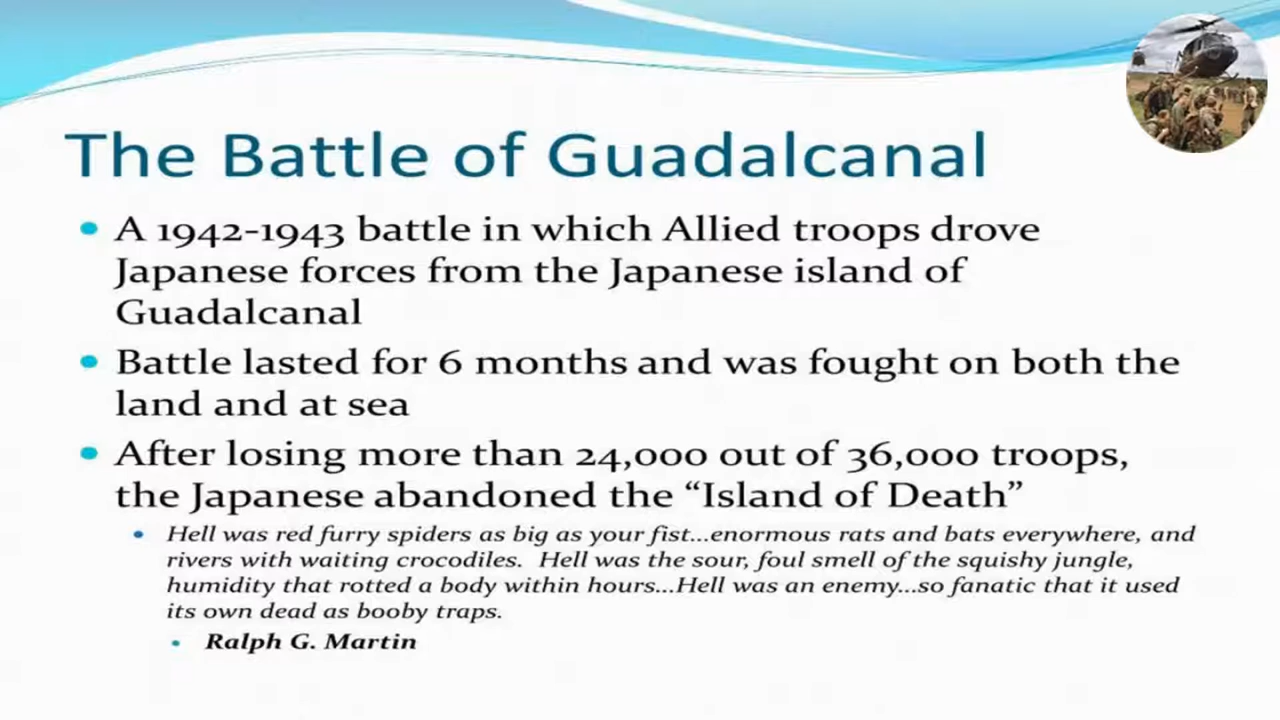 The Battle of Guadalcanal
A 1942-1943 battle in which Allied troops drove
Japanese forces from the Japanese island of
Guadalcanal
Battle lasted for 6 months and was fought on both the
land and at sea
After losing more than 24,000 out of 36,000 troops,
the Japanese abandoned the “Island of Death”
Hell was red furry spiders as big as your fist...enormous rats and bats everywhere, and
rivers with waiting crocodiles.  Hell was the sour, foul smell of the squishy jungle,
humidity that rotted a body within hours...Hell was an enemy...so fanatic that it used
its own dead as booby traps.
Ralph G. Martin